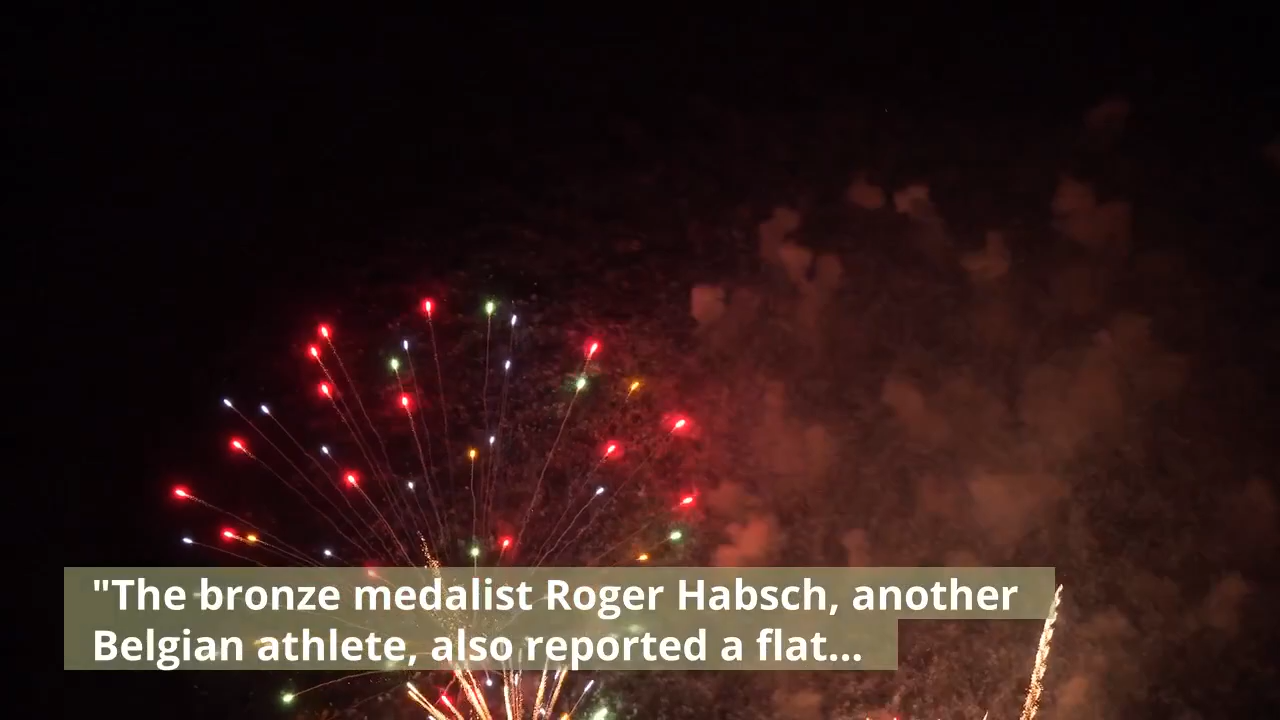 "The bronze medalist Roger Habsch, another
Belgian athlete, also reported a flat...